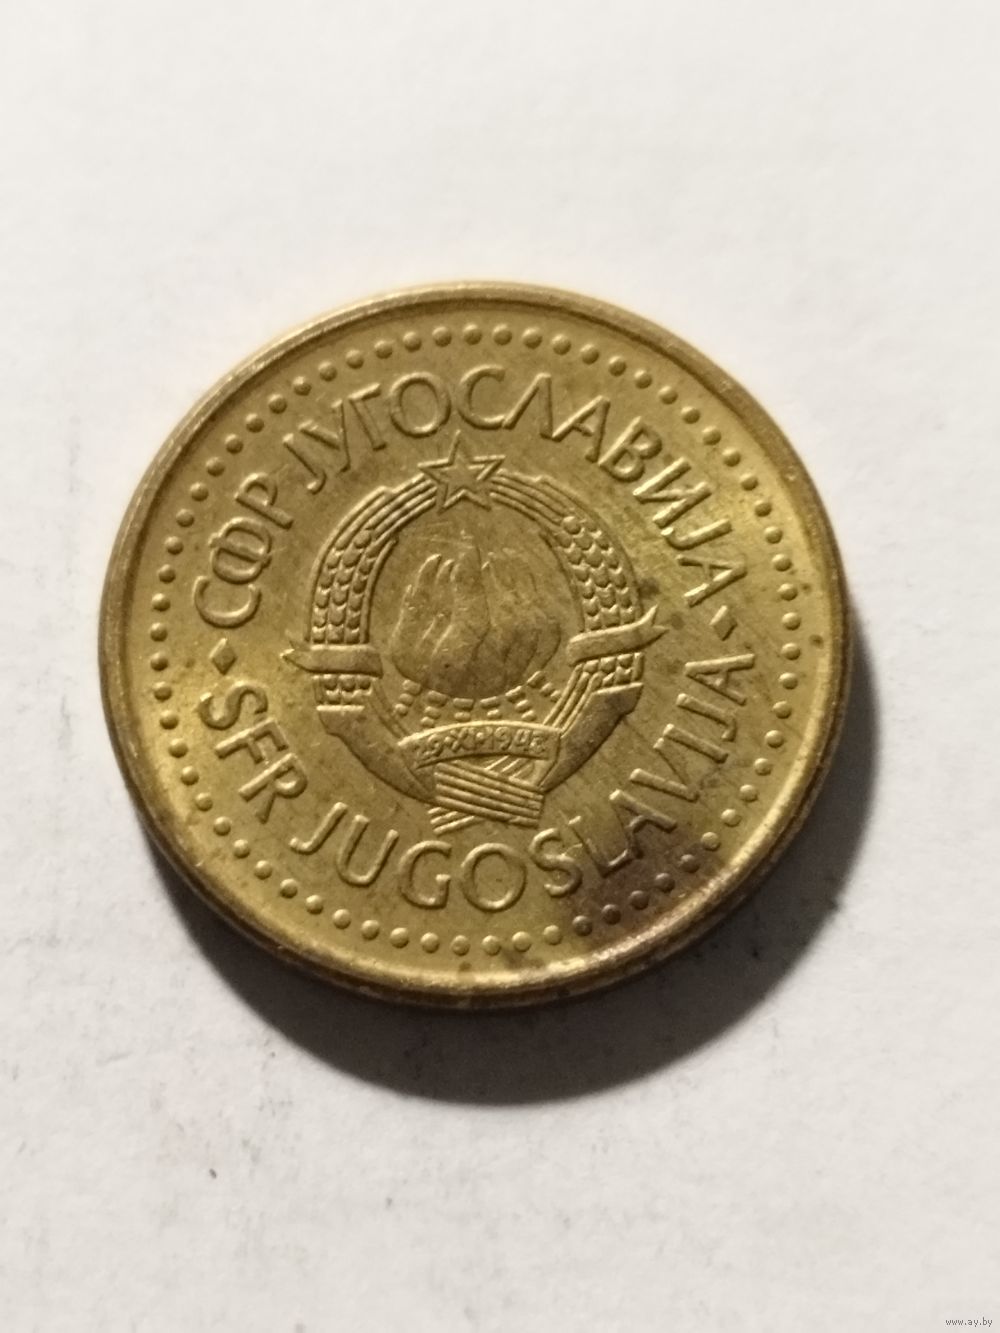 СФР ЈУГОСЛАВИЈА
29·XI·1943
SFR JUGOSLAVIJA
www.ay.by